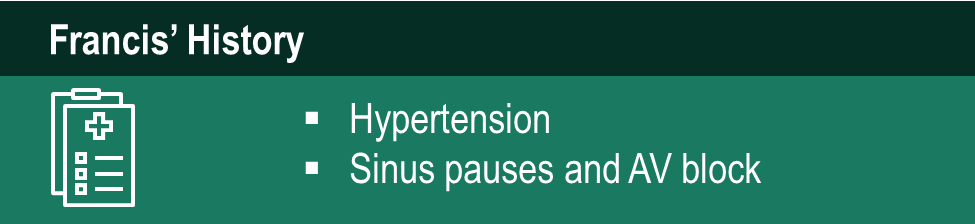 Francis’ History
▪ Hypertension
▪ Sinus pauses and AV block